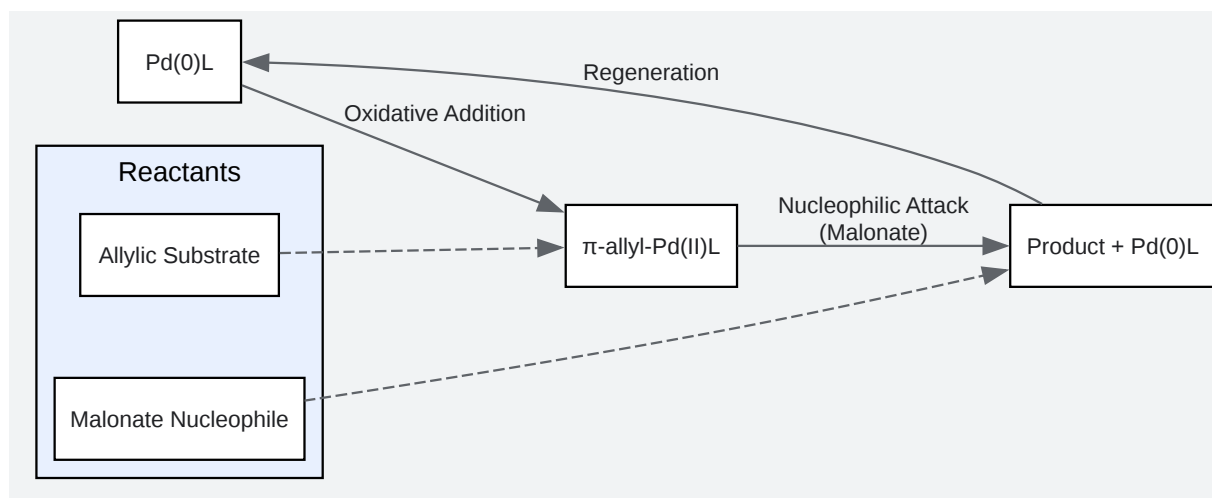 Pd(0)L
Regeneration
Oxidative Addition
Reactants
Allylic Substrate
π-allyl-Pd(II)L
Nucleophilic Attack
(Malonate)
Product + Pd(0)L
Malonate Nucleophile